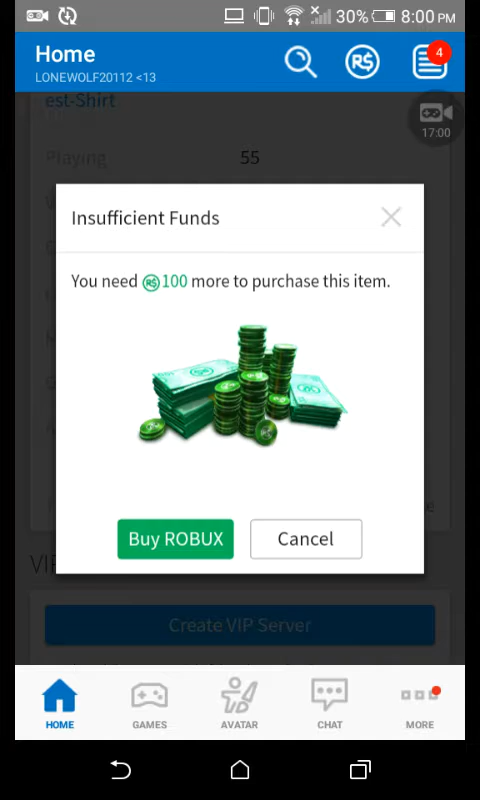 30% 8:00 PM
Home
LONEWOLF20112 <13
R$
4
est-Shirt
17:00
Playing 55
Insufficient Funds
You need R$ 100 more to purchase this item.
Buy ROBUX Cancel
VIP
Create VIP Server
HOME GAMES AVATAR CHAT MORE